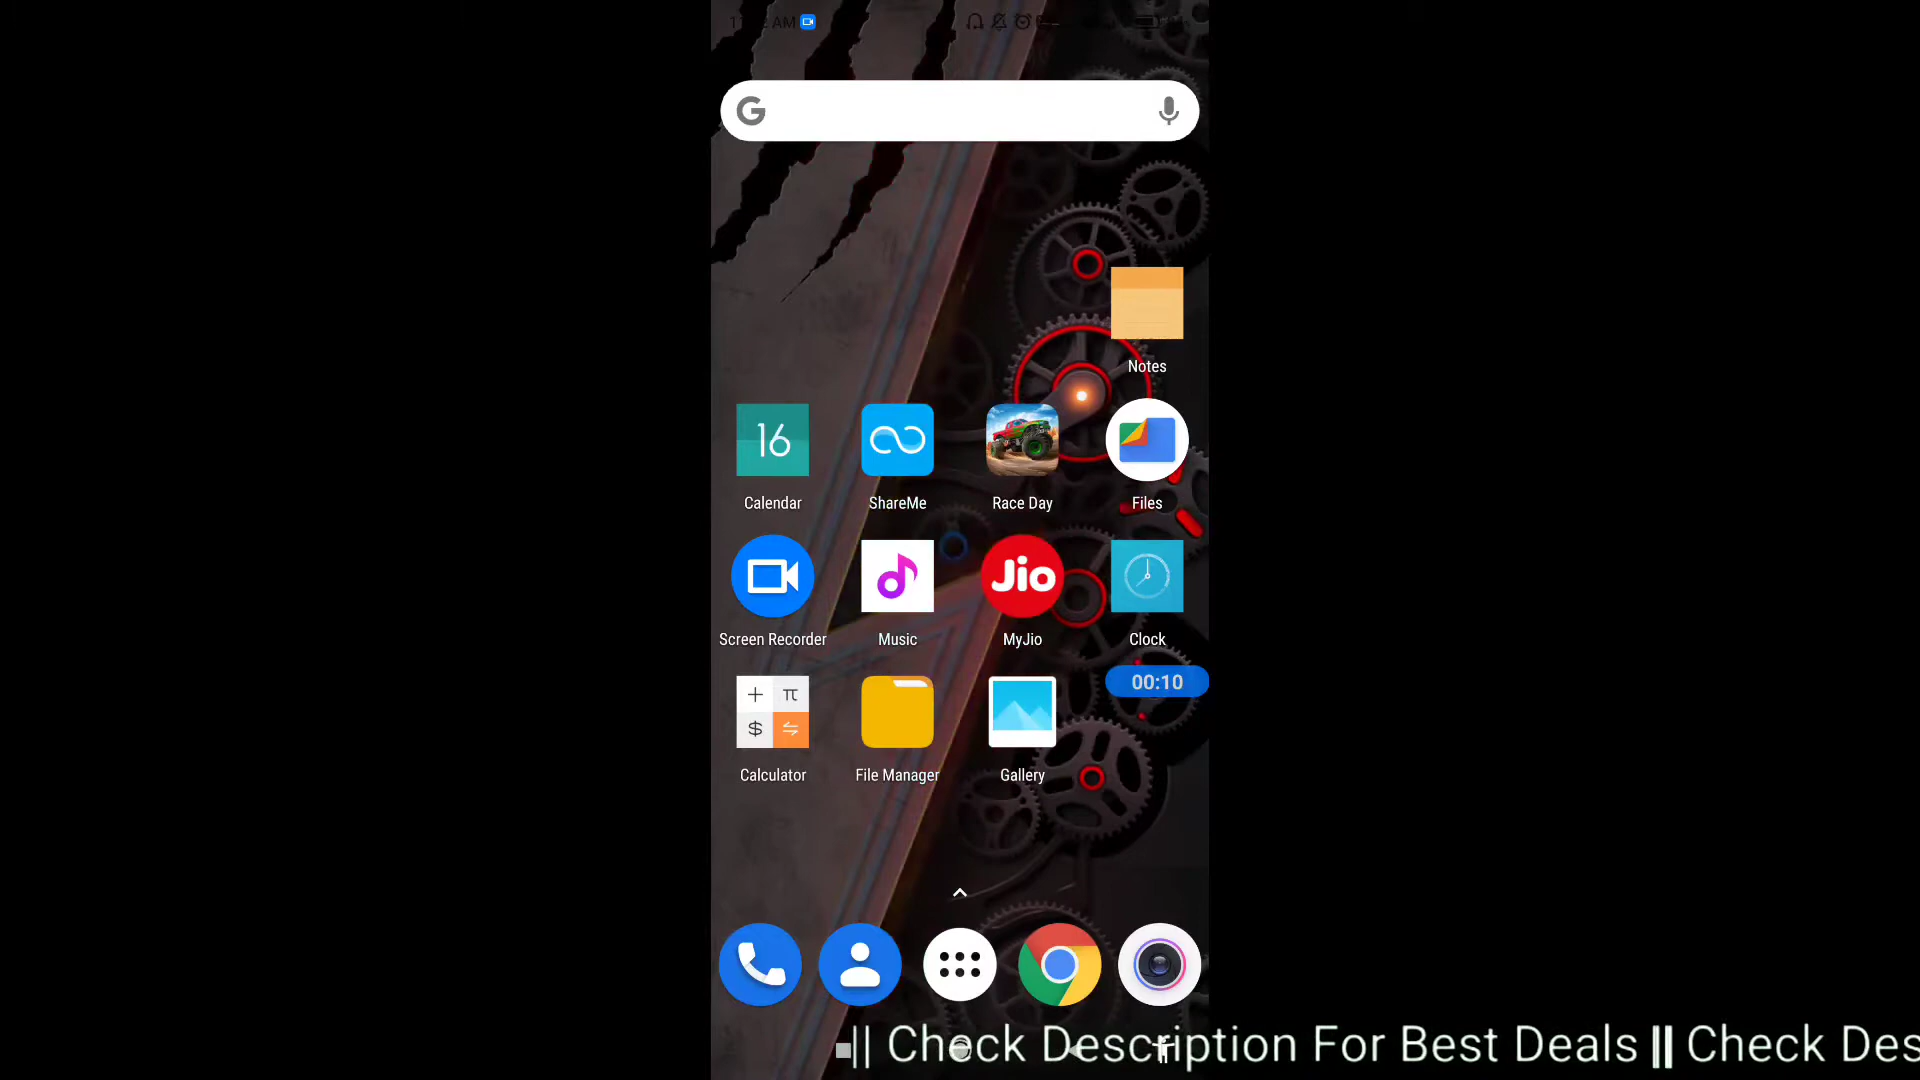 AM
Notes
16
Calendar
ShareMe
Race Day
Files
Screen Recorder
Music
Jio
MyJio
Clock
00:10
+ π
$
Calculator
File Manager
Gallery
|| Check Description For Best Deals || Check Des